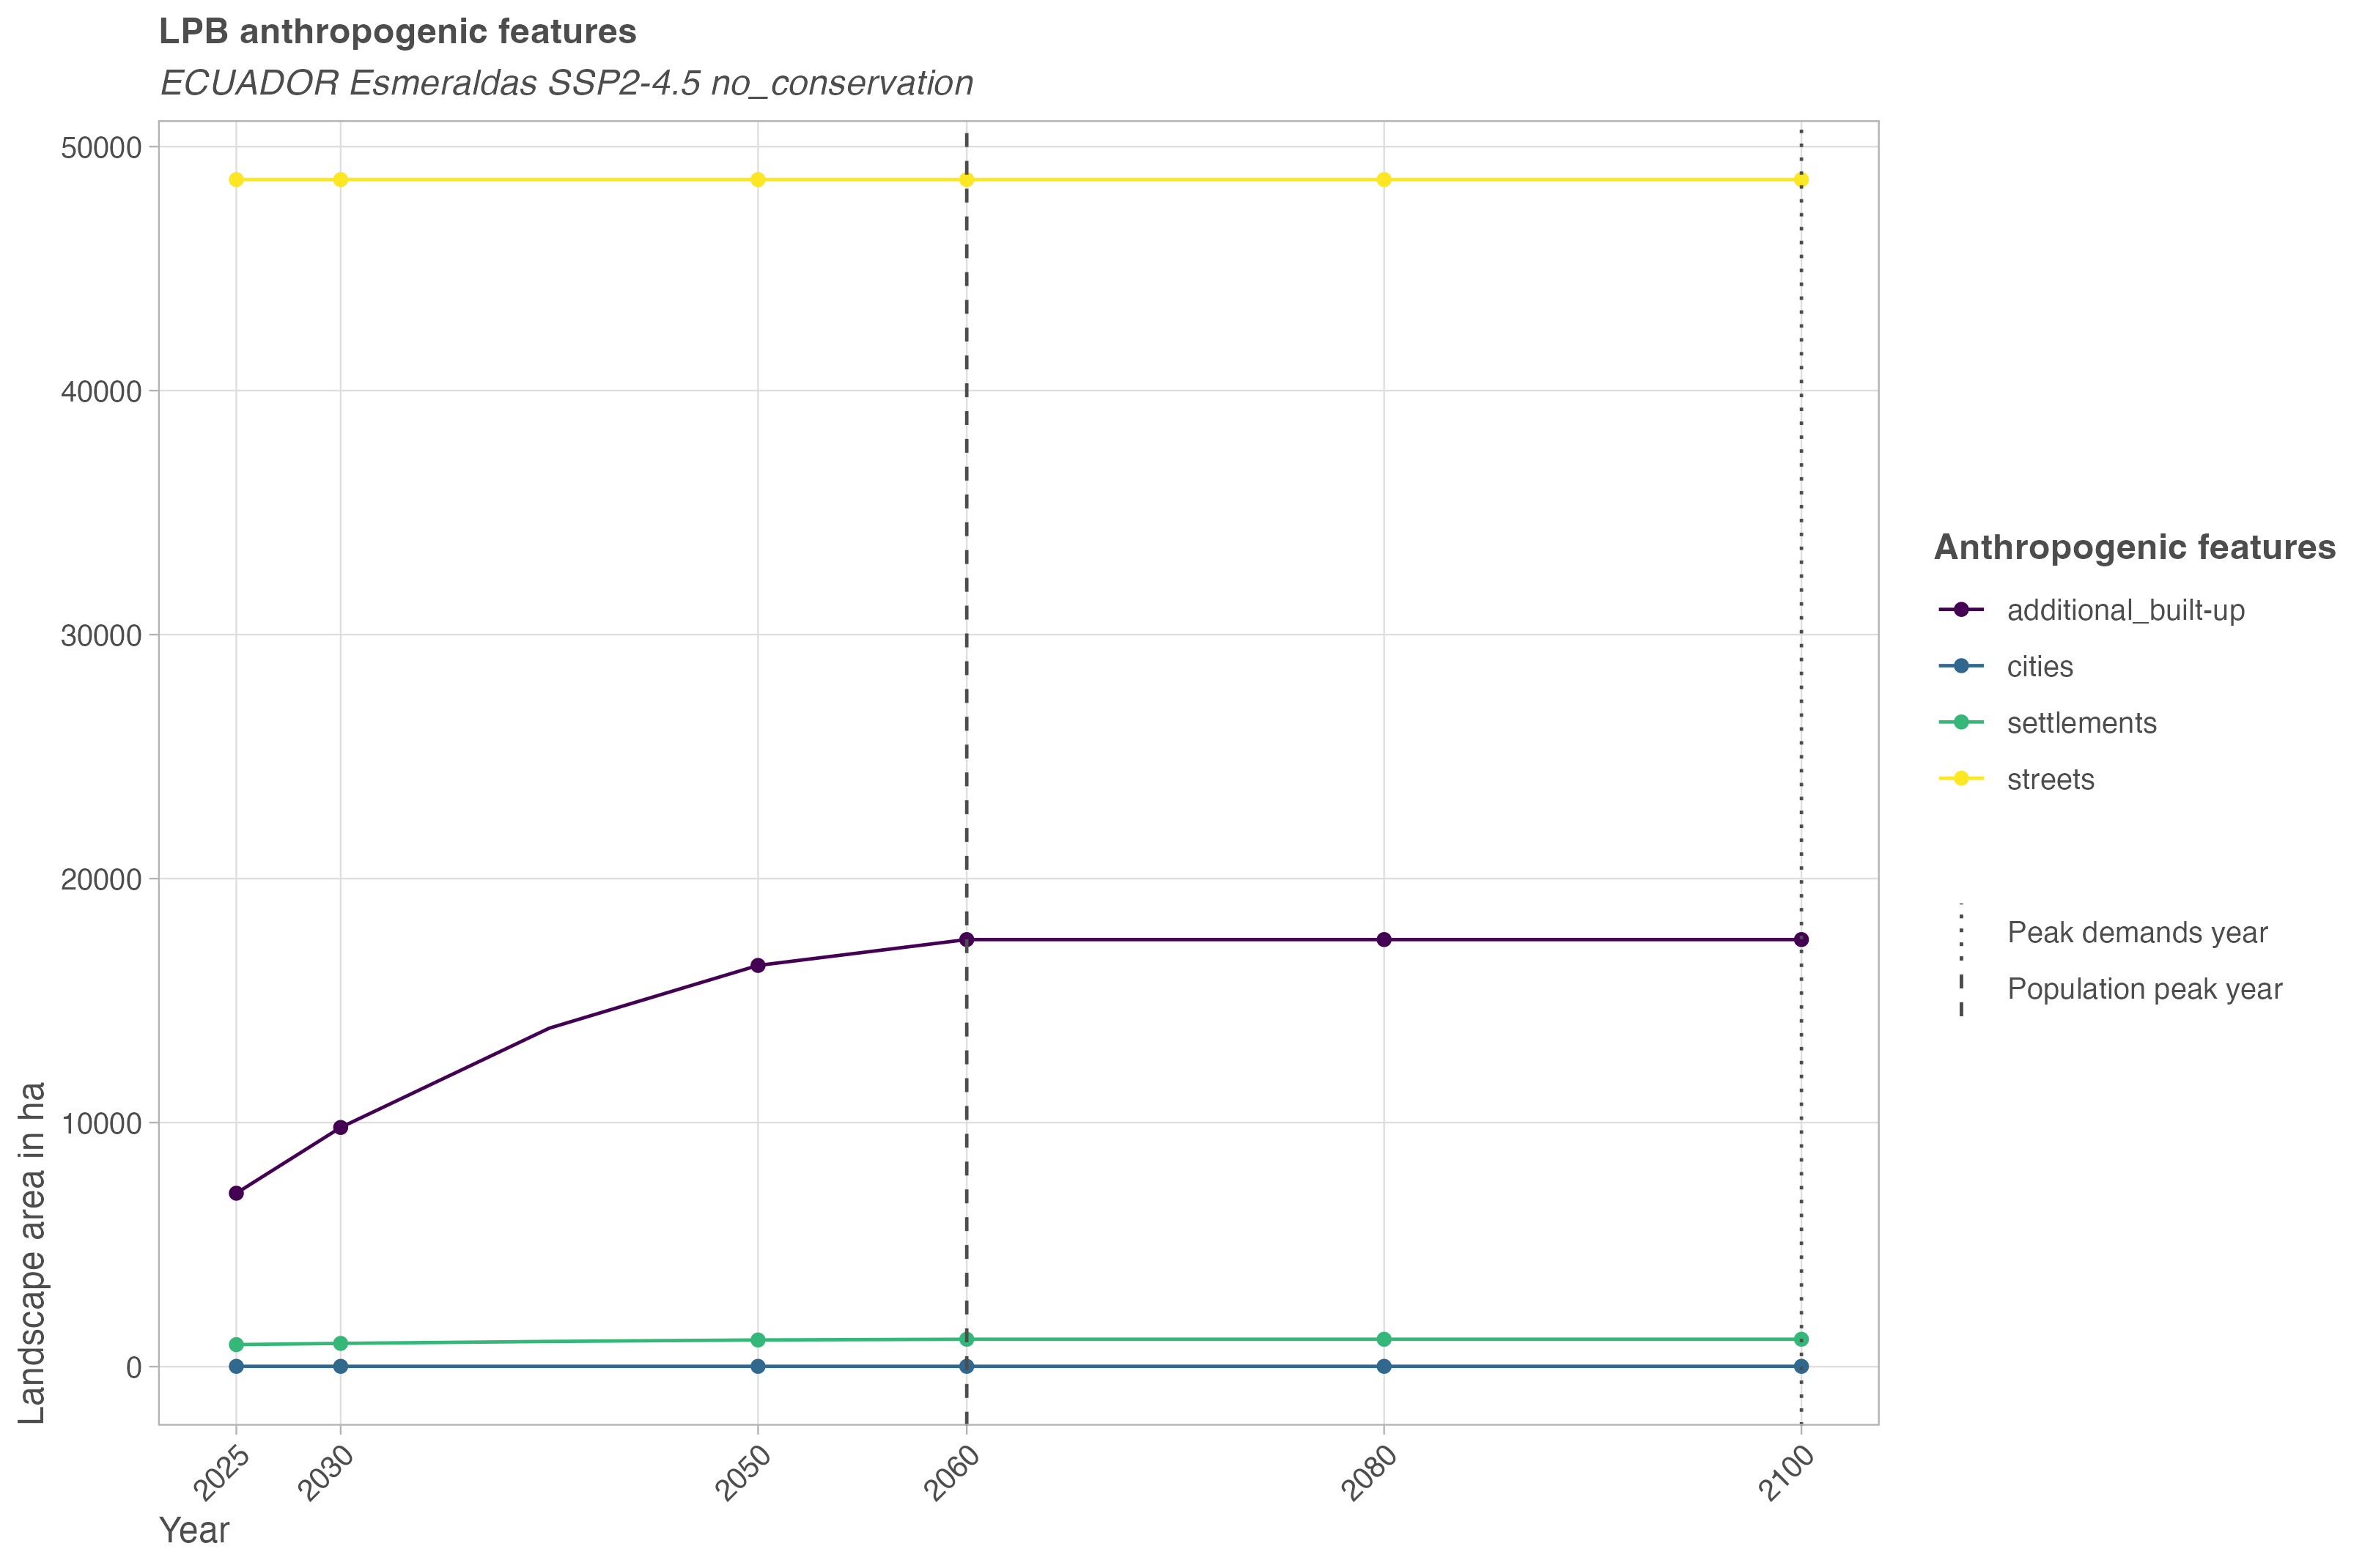 LPB anthropogenic features
ECUADOR Esmeraldas SSP2-4.5 no_conservation
50000
40000
30000
20000
10000
0
Landscape area in ha
2025
2030
2050
2060
2080
2100
Year
Anthropogenic features
additional_built-up
cities
settlements
streets
Peak demands year
Population peak year